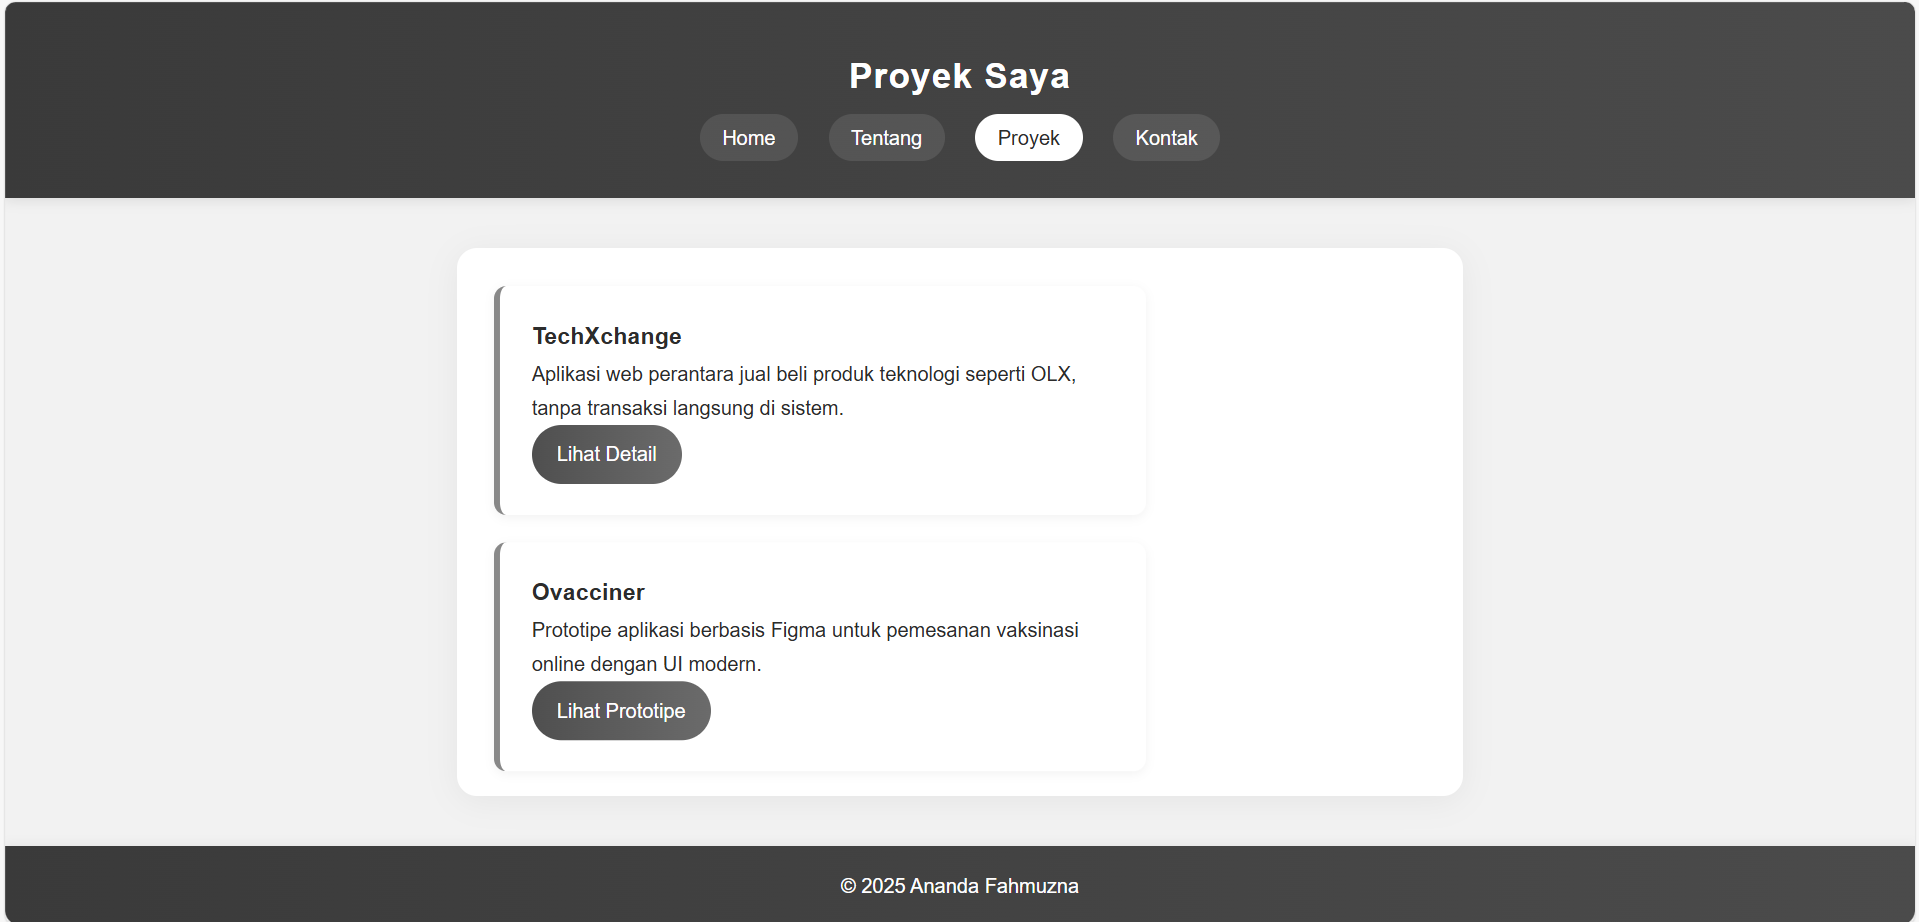 Proyek Saya
Home
Tentang
Proyek
Kontak
TechXchange
Aplikasi web perantara jual beli produk teknologi seperti OLX,
tanpa transaksi langsung di sistem.
Lihat Detail
Ovacciner
Prototipe aplikasi berbasis Figma untuk pemesanan vaksinasi
online dengan UI modern.
Lihat Prototipe
© 2025 Ananda Fahmuzna